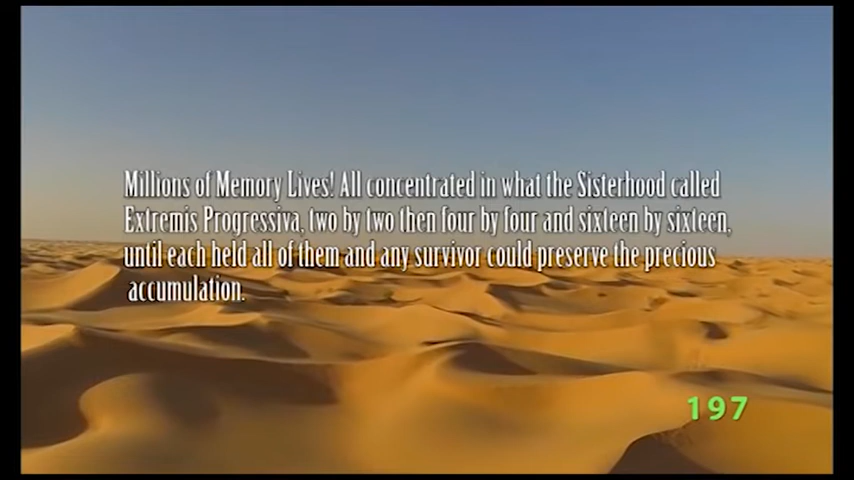 Millions of Memory Lives! All concentrated in what the Sisterhood called
Extremis Progressiva, two by two then four by four and sixteen by sixteen,
until each held all of them and any survivor could preserve the precious
accumulation.
197